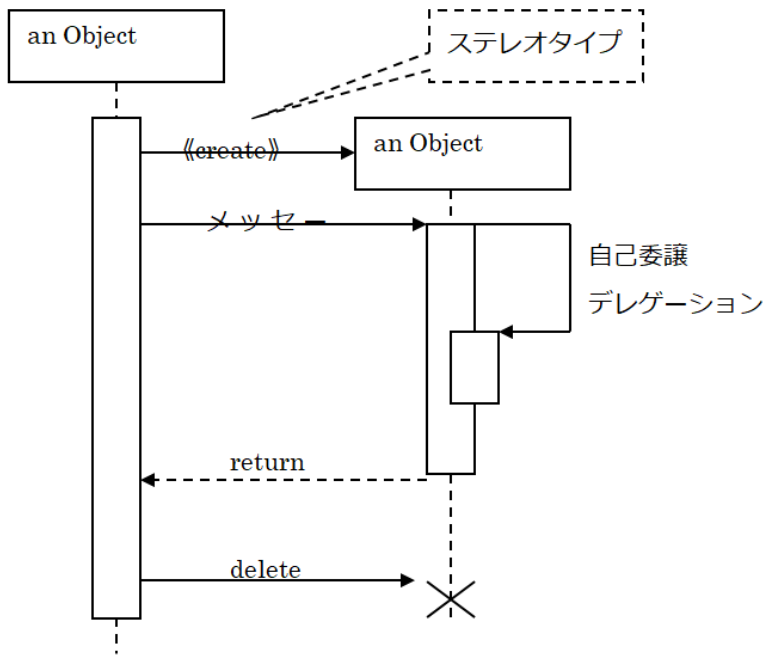 an Object
ステレオタイプ
《create》
an Object
メッセー
自己委譲
デレゲーション
return
delete